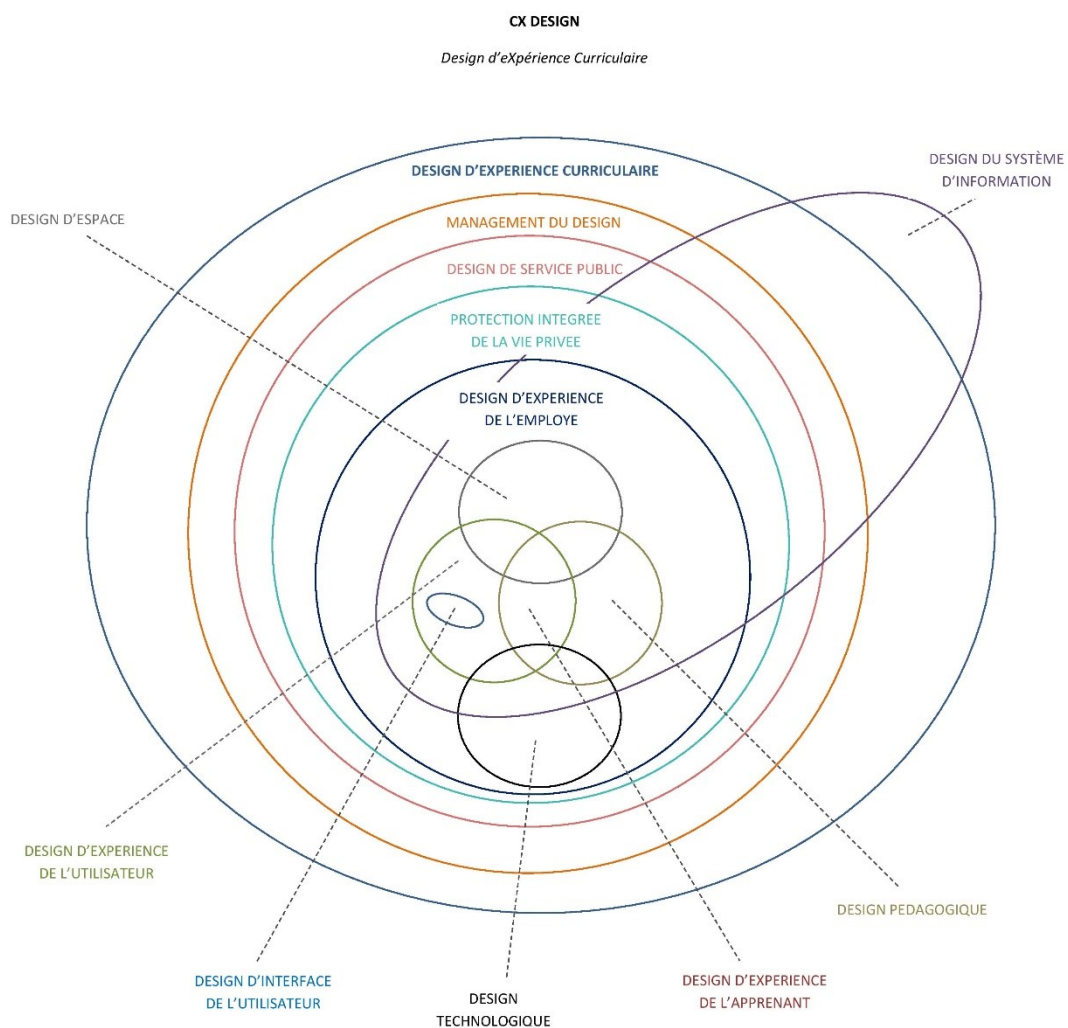 CX DESIGN
Design d'eXpérience Curriculaire
DESIGN DU SYSTÈME
D'INFORMATION
DESIGN D'EXPERIENCE CURRICULAIRE
DESIGN D'ESPACE
MANAGEMENT DU DESIGN
DESIGN DE SERVICE PUBLIC
PROTECTION INTEGREE
DE LA VIE PRIVEE
DESIGN D'EXPERIENCE
DE L'EMPLOYE
DESIGN D'EXPERIENCE
DE L'UTILISATEUR
DESIGN PEDAGOGIQUE
DESIGN D'INTERFACE
DE L'UTILISATEUR
DESIGN
TECHNOLOGIQUE
DESIGN D'EXPERIENCE
DE L'APPRENANT